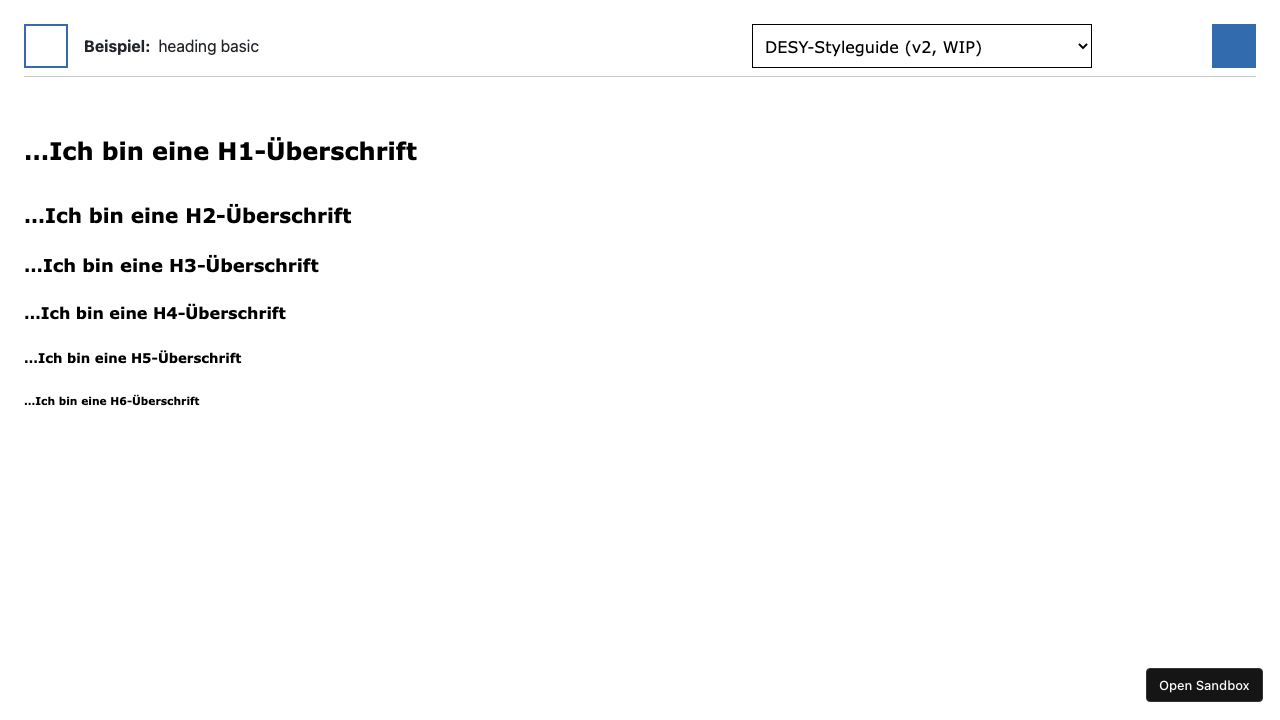 Beispiel: heading basic
DESY-Styleguide (v2, WIP)
...Ich bin eine H1-Überschrift
...Ich bin eine H2-Überschrift
...Ich bin eine H3-Überschrift
...Ich bin eine H4-Überschrift
...Ich bin eine H5-Überschrift
...Ich bin eine H6-Überschrift
Open Sandbox